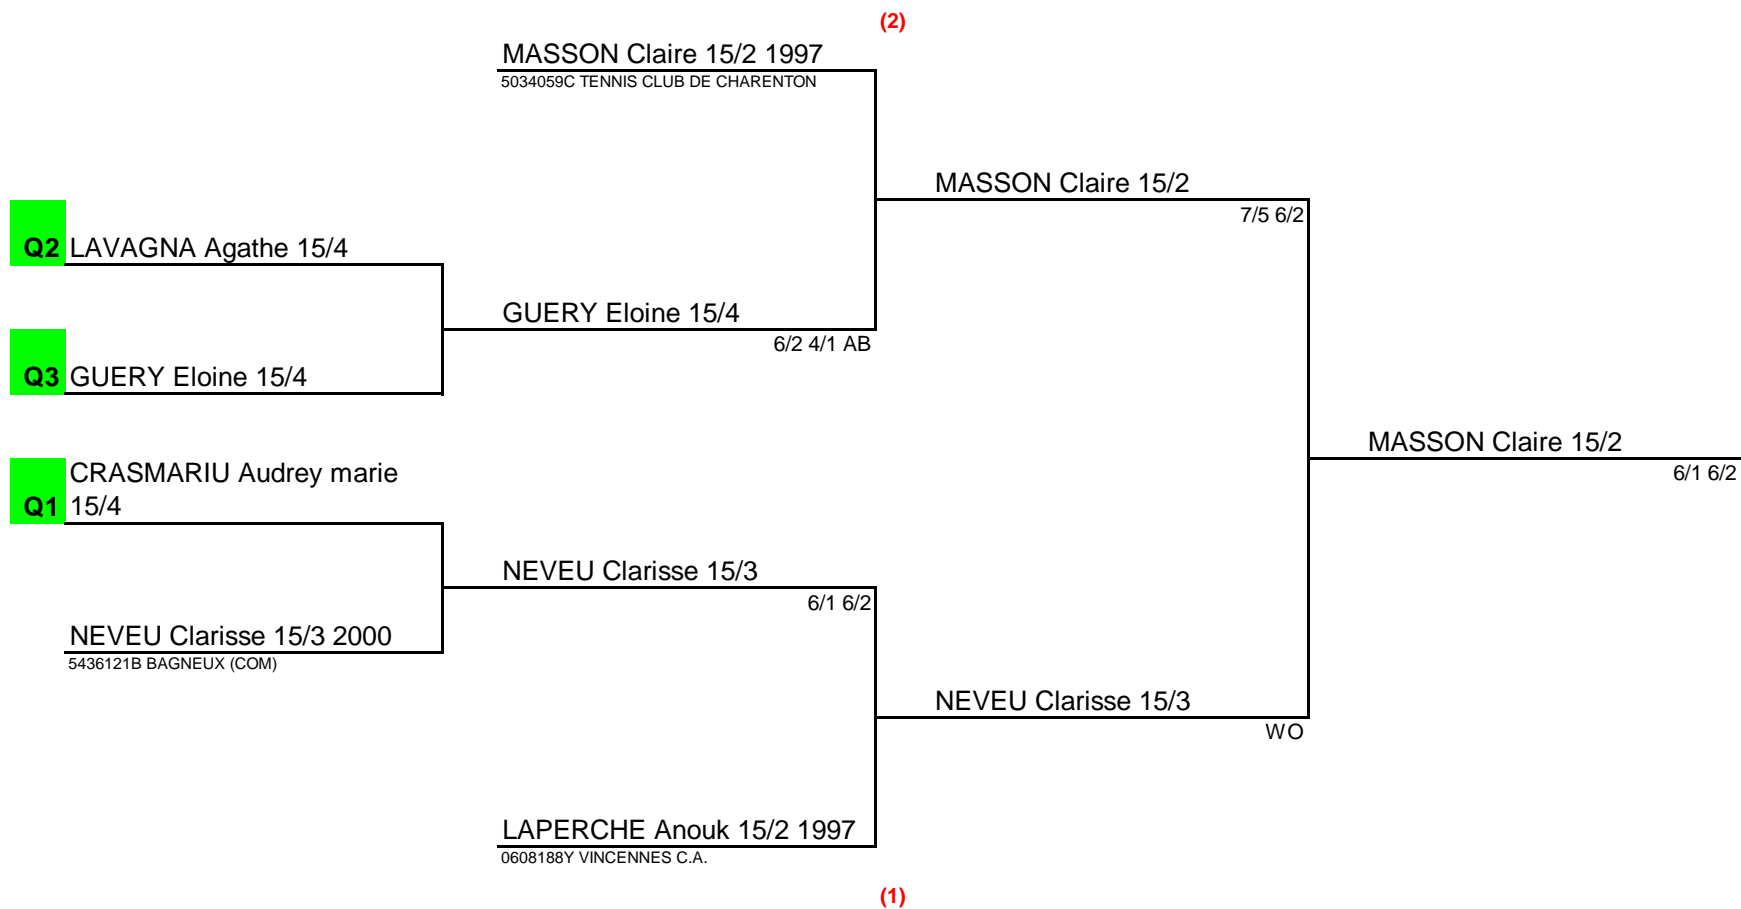 (2)
MASSON Claire 15/2 1997
5034059C TENNIS CLUB DE CHARENTON
MASSON Claire 15/2
7/5 6/2
Q2 LAVAGNA Agathe 15/4
GUERY Eloine 15/4
6/2 4/1 AB
Q3 GUERY Eloine 15/4
MASSON Claire 15/2
6/1 6/2
CRASMARIU Audrey marie
Q1 15/4
NEVEU Clarisse 15/3
6/1 6/2
NEVEU Clarisse 15/3 2000
5436121B BAGNEUX (COM)
NEVEU Clarisse 15/3
WO
LAPERCHE Anouk 15/2 1997
0608188Y VINCENNES C.A.
(1)